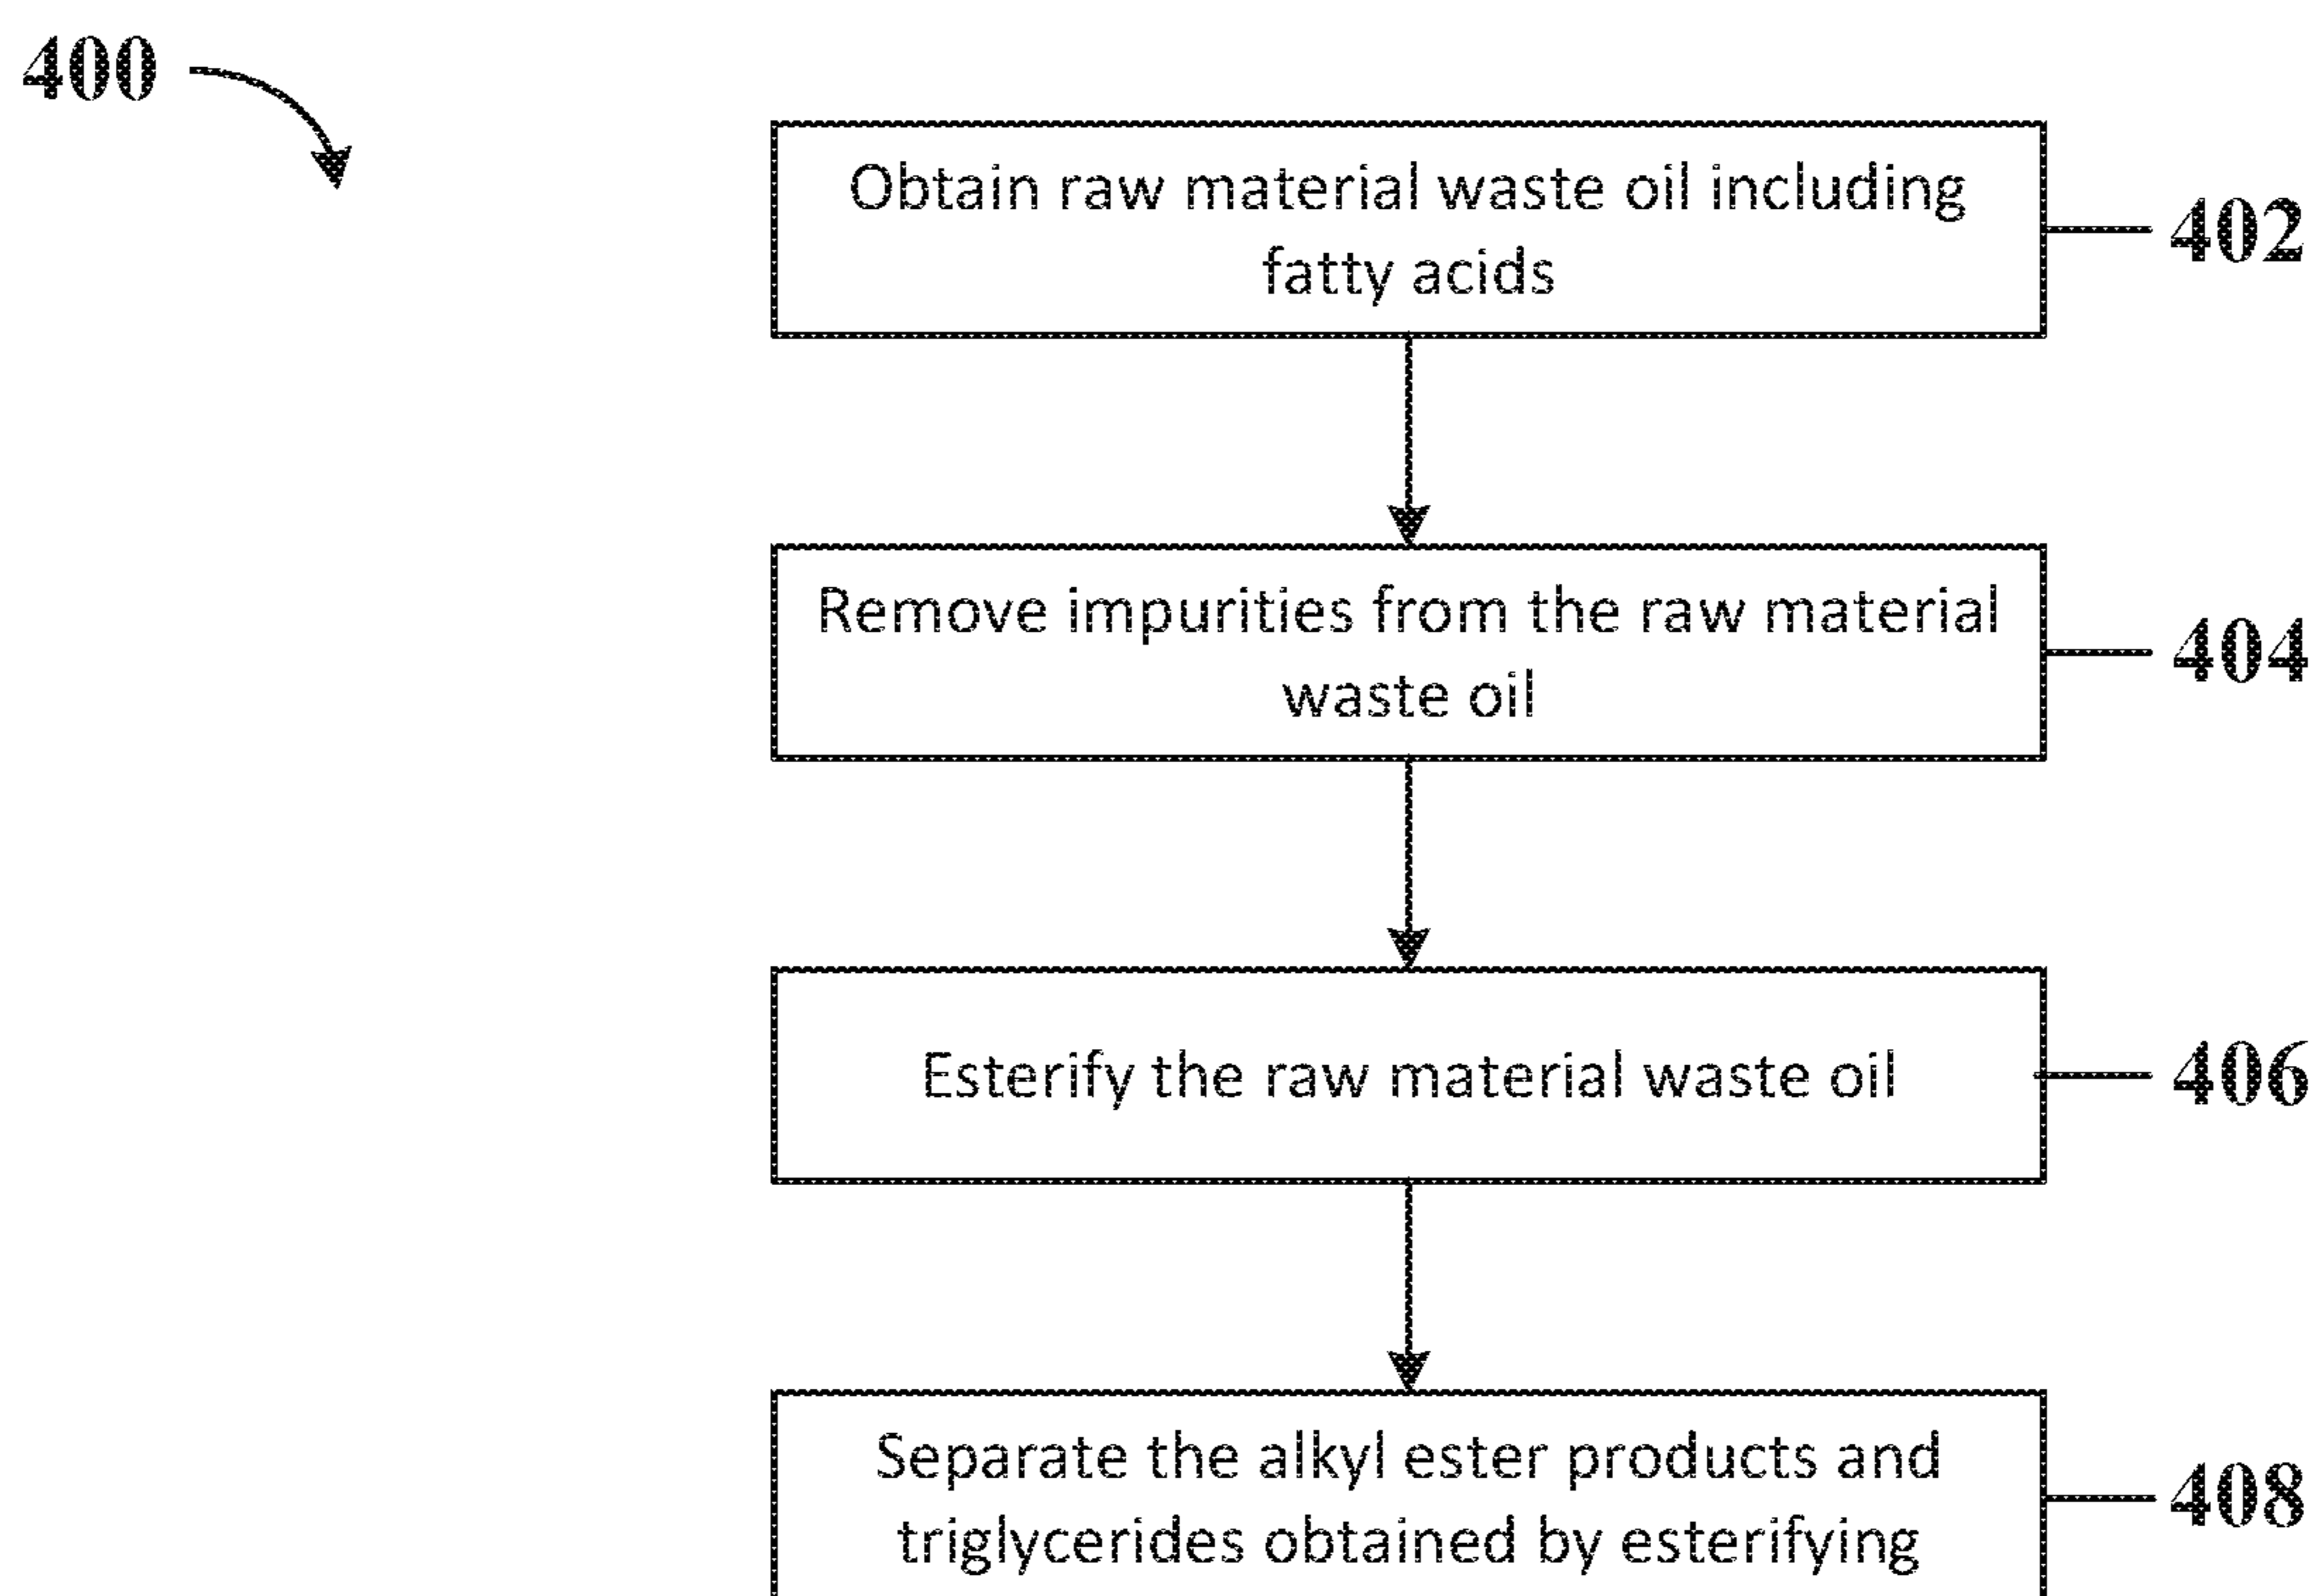 400
Obtain raw material waste oil including
fatty acids
402
Remove impurities from the raw material
waste oil
404
Esterify the raw material waste oil
406
Separate the alkyl ester products and
triglycerides obtained by esterifying
408